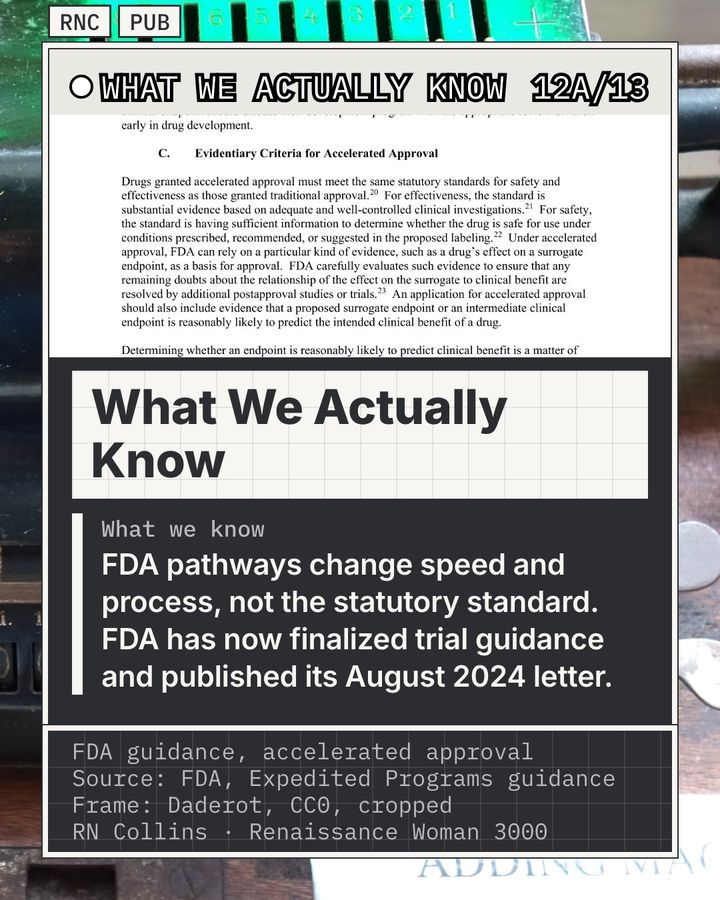 RNC PUB
6 5 4 3 2 1
WHAT WE ACTUALLY KNOW 12A/13
early in drug development.
C. Evidentiary Criteria for Accelerated Approval
Drugs granted accelerated approval must meet the same statutory standards for safety and
effectiveness as those granted traditional approval.20 For effectiveness, the standard is
substantial evidence based on adequate and well-controlled clinical investigations.21 For safety,
the standard is having sufficient information to determine whether the drug is safe for use under
conditions prescribed, recommended, or suggested in the proposed labeling.22 Under accelerated
approval, FDA can rely on a particular kind of evidence, such as a drug's effect on a surrogate
endpoint, as a basis for approval. FDA carefully evaluates such evidence to ensure that any
remaining doubts about the relationship of the effect on the surrogate to clinical benefit are
resolved by additional postapproval studies or trials.23 An application for accelerated approval
should also include evidence that a proposed surrogate endpoint or an intermediate clinical
endpoint is reasonably likely to predict the intended clinical benefit of a drug.
Determining whether an endpoint is reasonably likely to predict clinical benefit is a matter of
What We Actually
Know
What we know
FDA pathways change speed and
process, not the statutory standard.
FDA has now finalized trial guidance
and published its August 2024 letter.
FDA guidance, accelerated approval
Source: FDA, Expedited Programs guidance
Frame: Daderot, CC0, cropped
RN Collins · Renaissance Woman 3000
ADDING